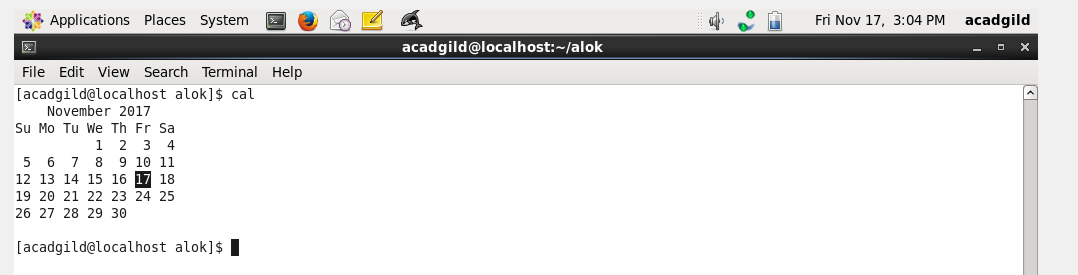 Applications Places System Fri Nov 17, 3:04 PM acadgild
acadgild@localhost:~/alok
File Edit View Search Terminal Help
[acadgild@localhost alok]$ cal
    November 2017
Su Mo Tu We Th Fr Sa
          1  2  3  4
 5  6  7  8  9 10 11
12 13 14 15 16 17 18
19 20 21 22 23 24 25
26 27 28 29 30
[acadgild@localhost alok]$